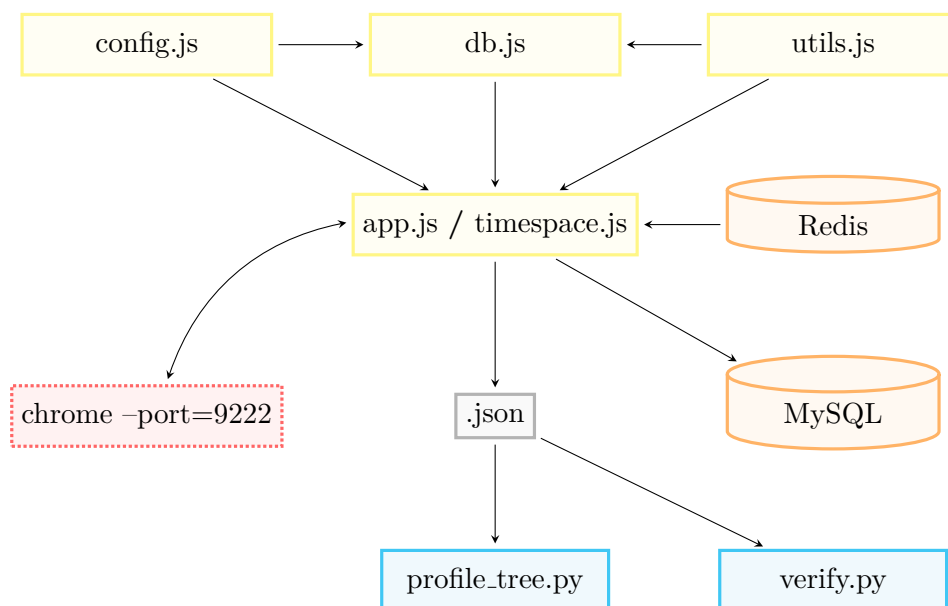 config.js
db.js
utils.js
app.js / timespace.js
Redis
chrome –port=9222
.json
MySQL
profile_tree.py
verify.py